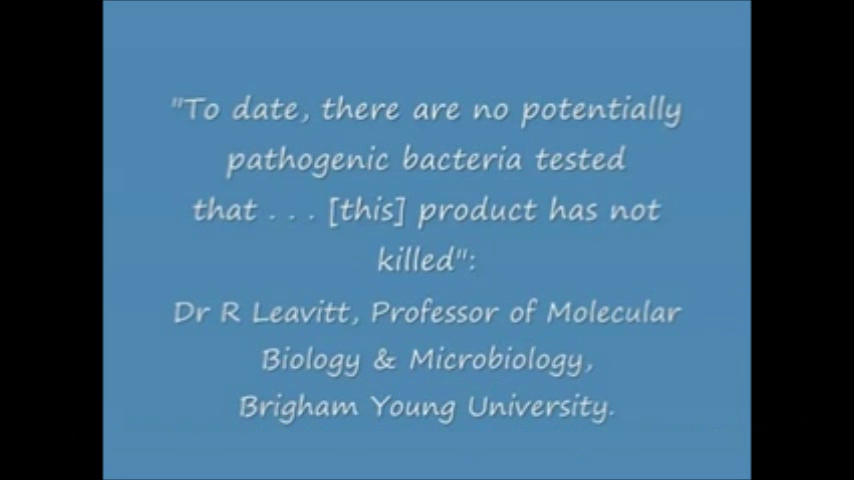 "To date, there are no potentially
pathogenic bacteria tested
that . . . [this] product has not
killed":
Dr R Leavitt, Professor of Molecular
Biology & Microbiology,
Brigham Young University.